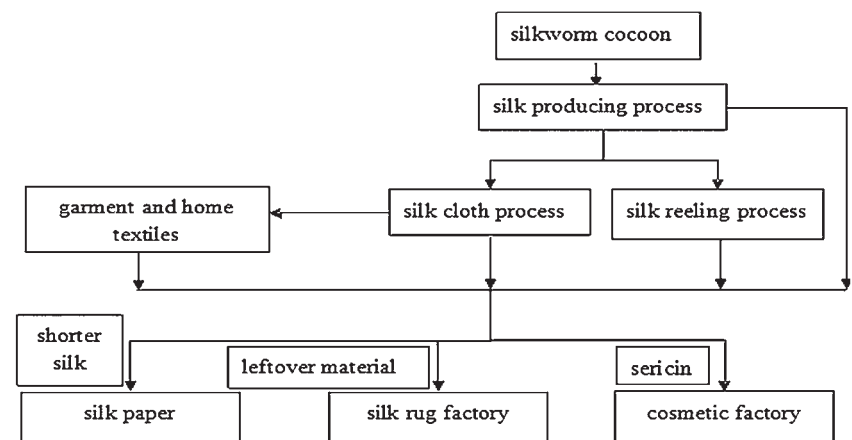 silkworm cocoon
silk producing process
garment and home
textiles
silk cloth process
silk reeling process
shorter
silk
leftover material
sericin
silk paper
silk rug factory
cosmetic factory